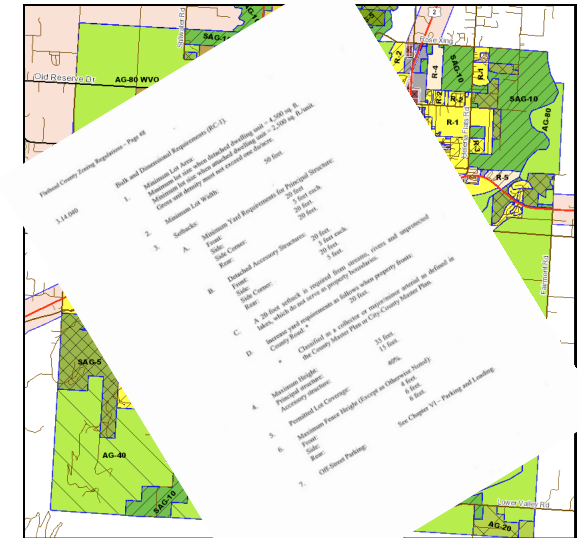 Flathead County Zoning Regulations – Page 48
3.14.040
Bulk and Dimensional Requirements (RC-1).
1. Minimum Lot Area:
Minimum lot size when detached dwelling unit = 4,500 sq. ft.
Minimum lot size when attached dwelling unit = 2,500 sq. ft./unit.
Gross unit density must not exceed one
2. Minimum Lot Width: 50 feet.
3. Setbacks:
A. Minimum Yard Requirements for Principal Structure:
Front: 20 feet
Side: 5 feet each.
Side Corner: 20 feet.
Rear: 20 feet.
B. Detached Accessory Structures:
Front: 20 feet.
Side: 5 feet each.
Side Corner: 20 feet.
Rear: 5 feet.
C. A 20-foot setback is required from streams, rivers and unprotected
lakes, which do not serve as property boundaries.
D. Increase yard requirements as follows when property fronts:
County Road: * 20 feet.
* Classified as a collector or major/minor arterial as defined in
the County Master Plan or City-County Master Plan.
4. Maximum Height:
Principal structure: 35 feet.
Accessory structure: 15 feet.
5. Permitted Lot Coverage: 40%.
6. Maximum Fence Height (Except as Otherwise Noted):
Front: 4 feet.
Side: 6 feet.
Rear: 6 feet.
7. Off-Street Parking: See Chapter VI – Parking and Loading.
Old Reserve Dr
AG-80 WVO
Rose Xing
2
R-2
R-4
SAG-10
R-1
SAG-10
AG-80
R-1
R-5
Fairmont Rd
SAG-5
AG-40
SAG-10
Lower Valley Rd
AG-20